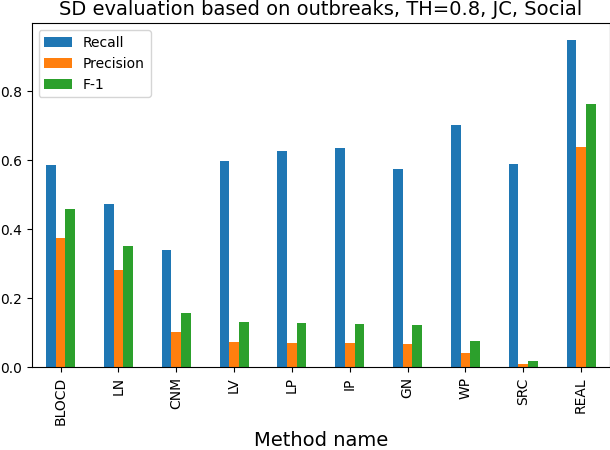 SD evaluation based on outbreaks, TH=0.8, JC, Social
Recall
Precision
F-1
0.8
0.6
0.4
0.2
0.0
BLOCD
LN
CNM
LV
LP
IP
GN
WP
SRC
REAL
Method name